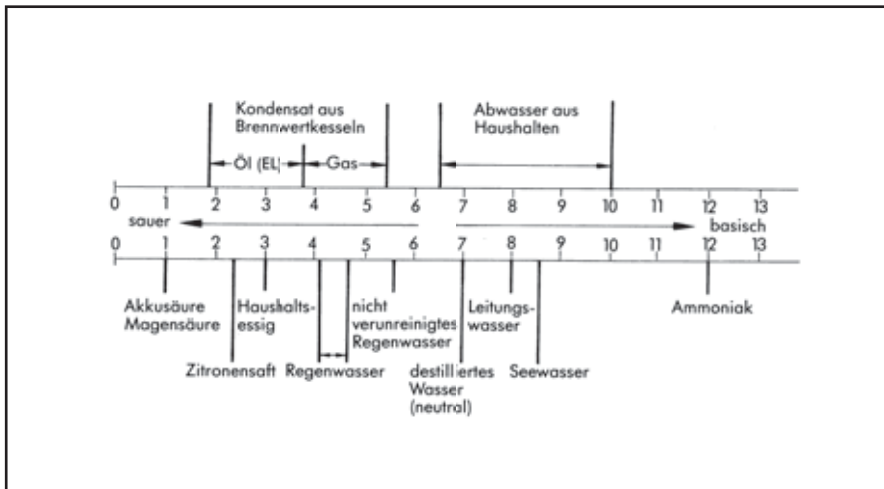 Kondensat aus
Brennwertkesseln
Abwasser aus
Haushalten
Öl (EL)
Gas
0 1 2 3 4 5 6 7 8 9 10 11 12 13
sauer
basisch
0 1 2 3 4 5 6 7 8 9 10 11 12 13
Akkusäure
Magensäure
Haushalts-
essig
nicht
verunreinigtes
Regenwasser
Leitungs-
wasser
Ammoniak
Zitronensaft
Regenwasser
destilliertes
Wasser
(neutral)
Seewasser